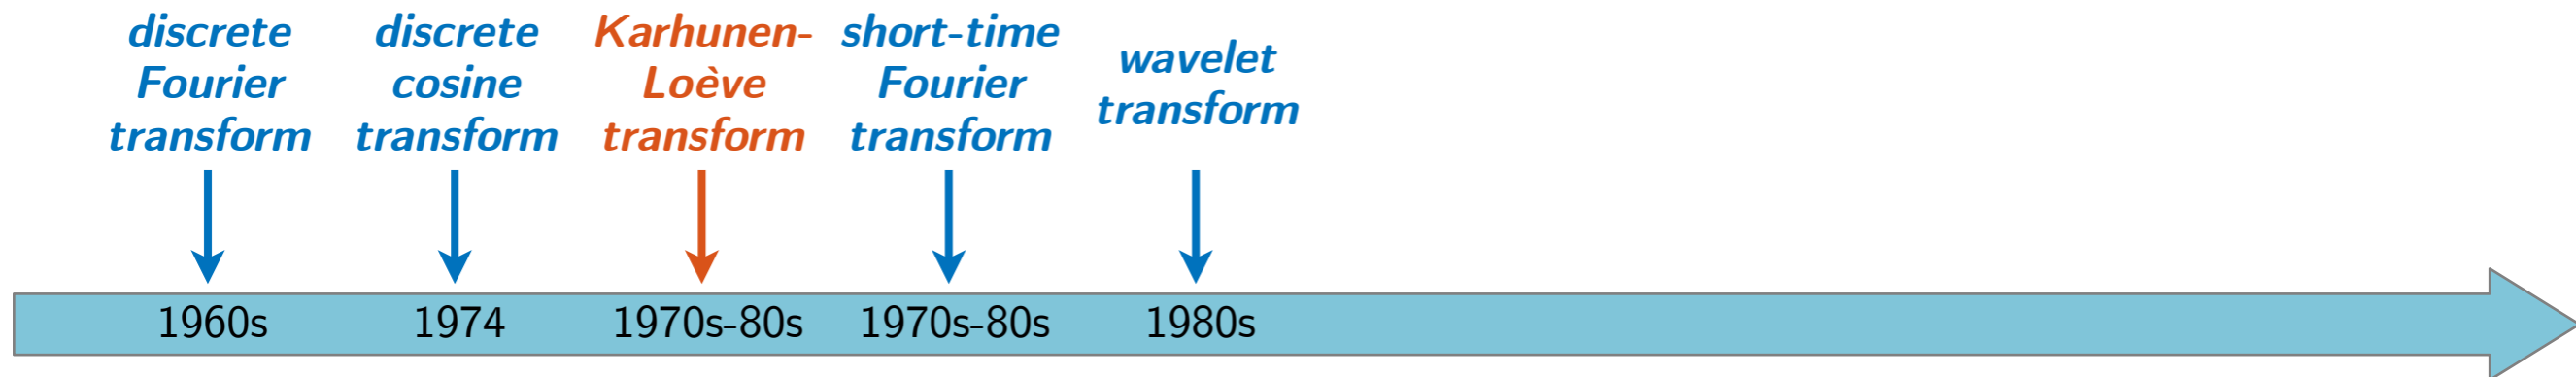 discrete
Fourier
transform
discrete
cosine
transform
Karhunen-
Loève
transform
short-time
Fourier
transform
wavelet
transform
1960s
1974
1970s-80s
1970s-80s
1980s